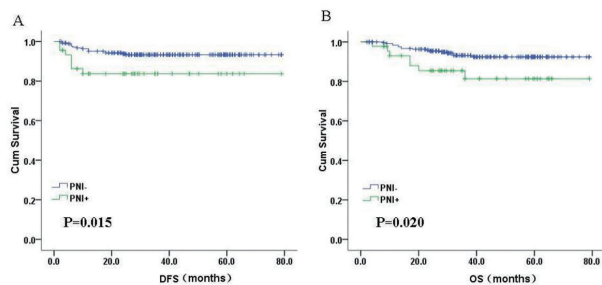 A
Cum Survival
1.0
0.8
0.6
0.4
0.2
0.0
PNI-
PNI+
P=0.015
0.0 20.0 40.0 60.0 80.0
DFS (months)
B
Cum Survival
1.0
0.8
0.6
0.4
0.2
0.0
PNI-
PNI+
P=0.020
0.0 20.0 40.0 60.0 80.0
OS (months)